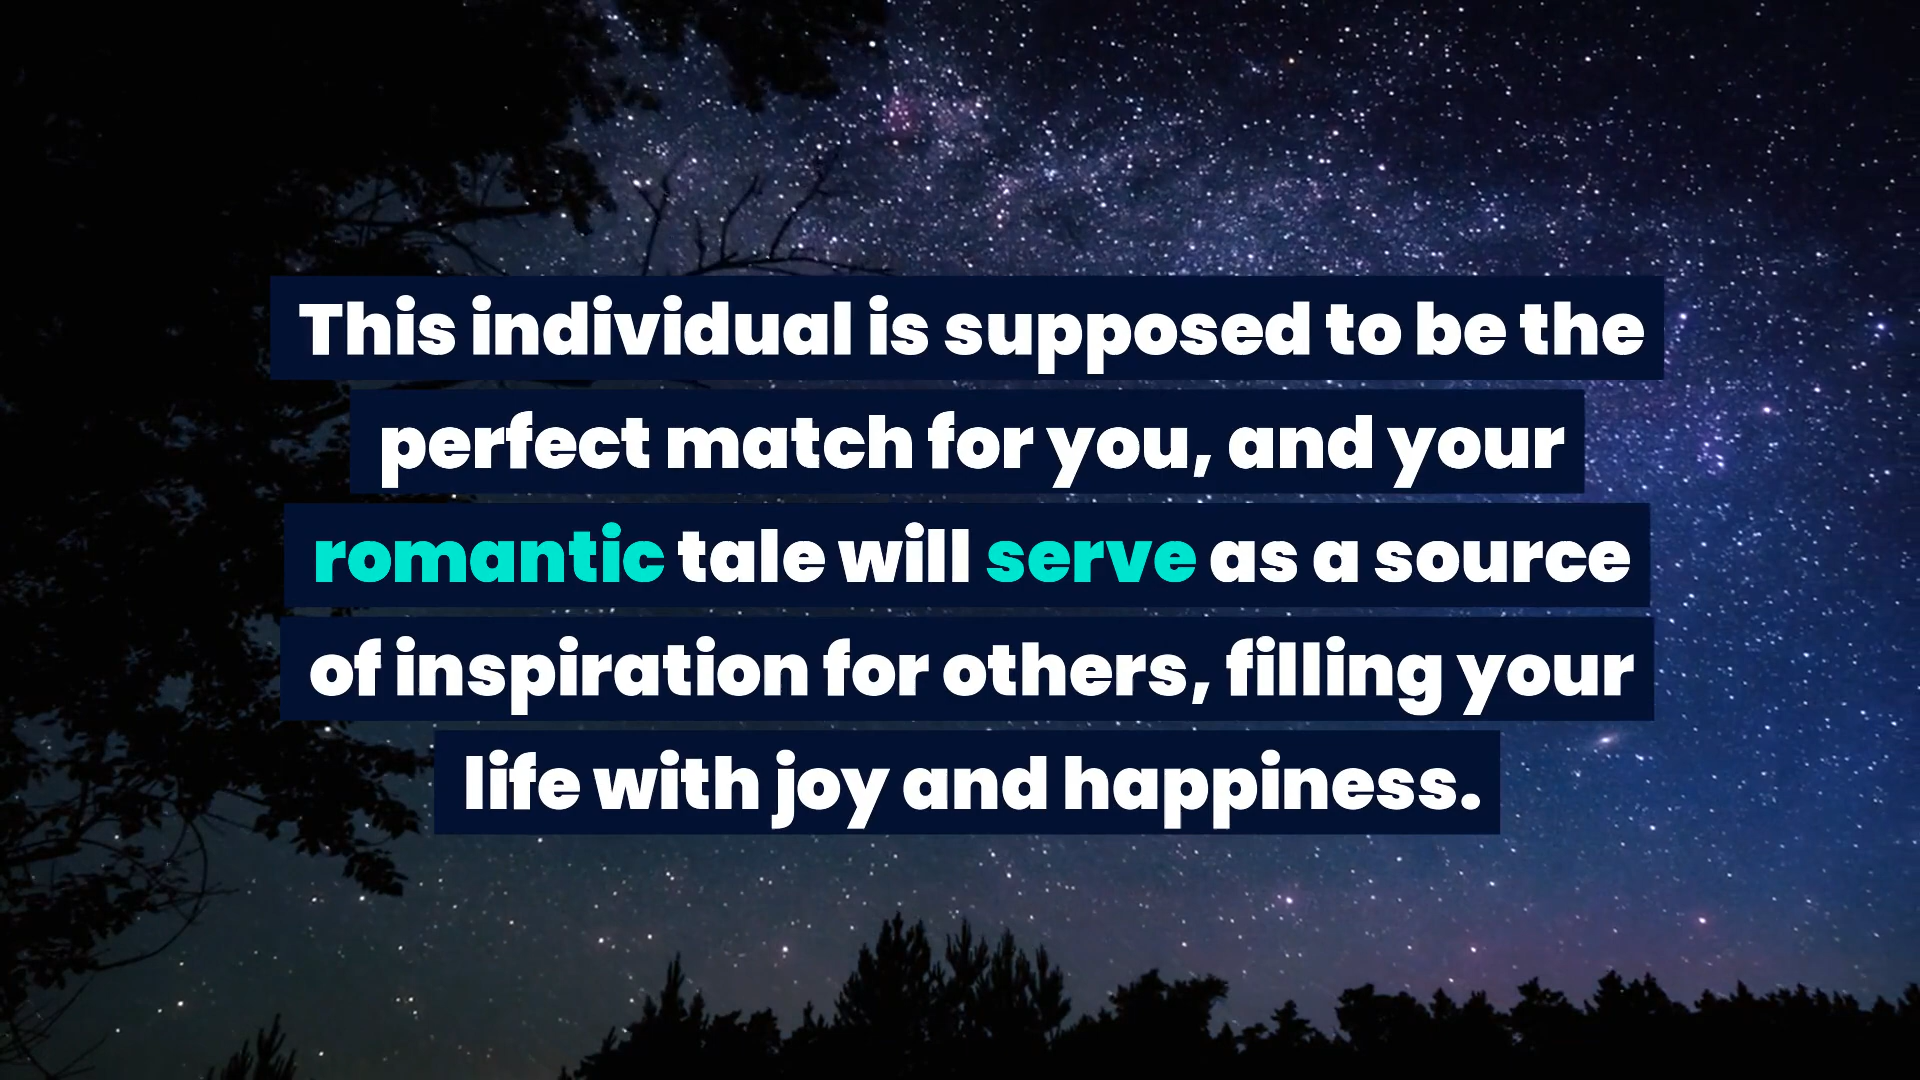 This individual is supposed to be the
perfect match for you, and your
romantic tale will serve as a source
of inspiration for others, filling your
life with joy and happiness.